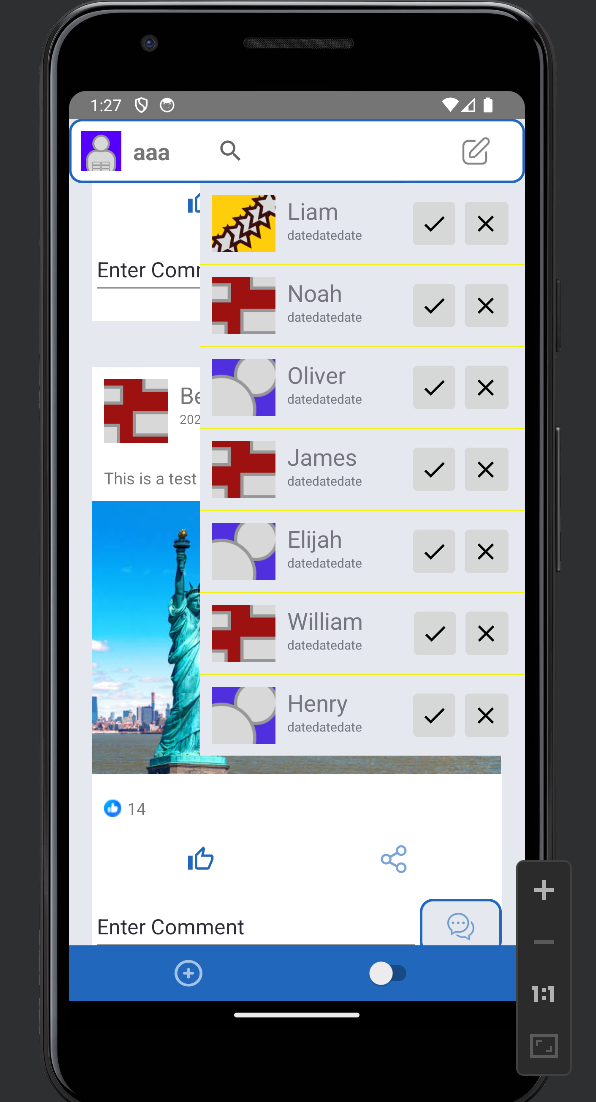 1:27
aaa
Liam
datedatedate
Enter Comm
Noah
datedatedate
Oliver
datedatedate
Be
202
James
datedatedate
This is a test
Elijah
datedatedate
William
datedatedate
Henry
datedatedate
14
Enter Comment
1:1